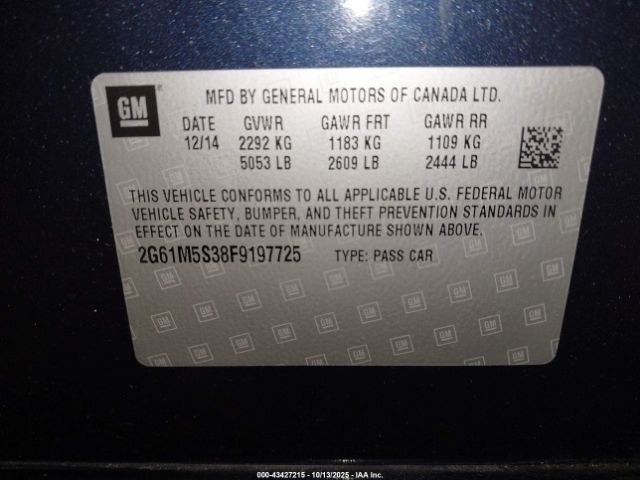 GM MFD BY GENERAL MOTORS OF CANADA LTD.
DATE GVWR GAWR FRT GAWR RR
12/14 2292 KG 1183 KG 1109 KG
5053 LB 2609 LB 2444 LB
THIS VEHICLE CONFORMS TO ALL APPLICABLE U.S. FEDERAL MOTOR
VEHICLE SAFETY, BUMPER, AND THEFT PREVENTION STANDARDS IN
EFFECT ON THE DATE OF MANUFACTURE SHOWN ABOVE.
2G61M5S38F9197725 TYPE: PASS CAR
000-43427215 - 10/13/2025 - IAA Inc.